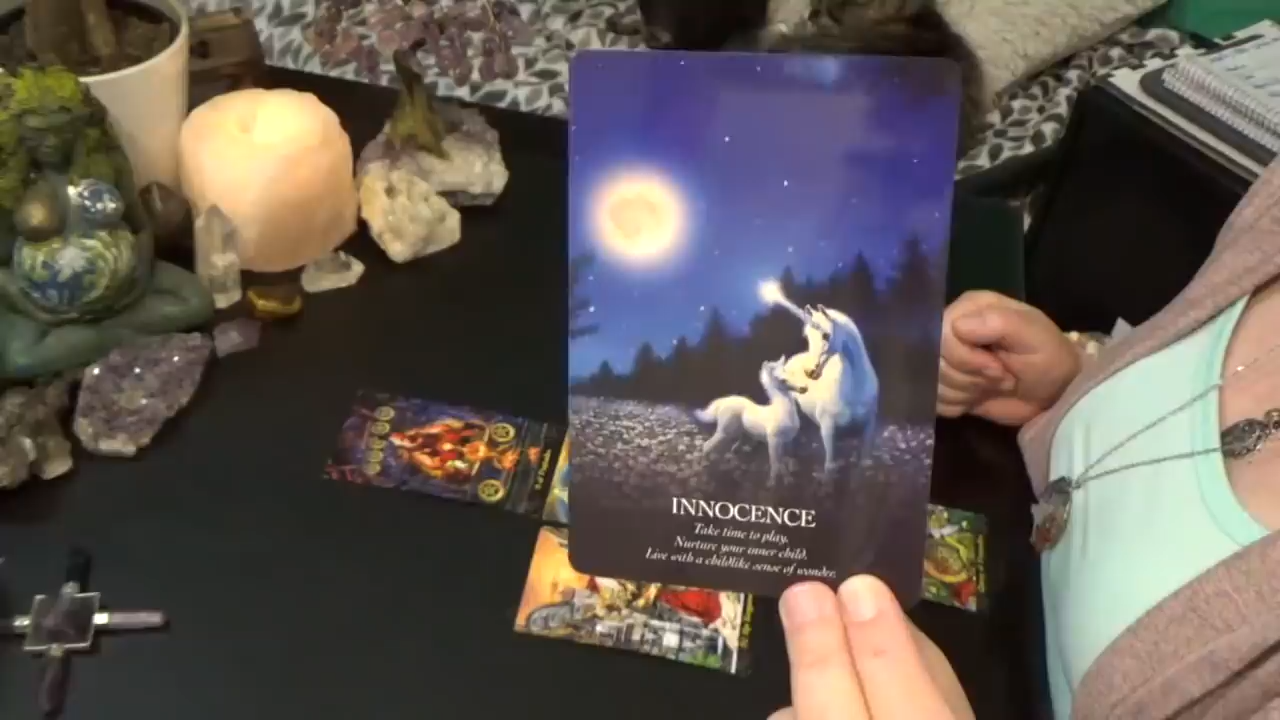 INNOCENCE
Take time to play.
Nurture your inner child.
Live with a childlike sense of wonder.